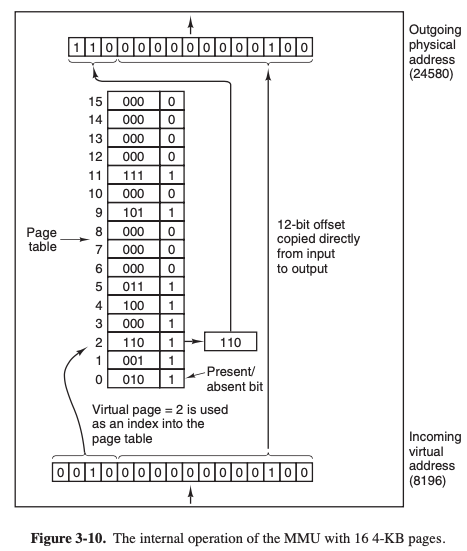 1 1 0 0 0 0 0 0 0 0 0 0 1 0 0
Outgoing
physical
address
(24580)
15 000 0
14 000 0
13 000 0
12 000 0
11 111 1
10 000 0
9 101 1
8 000 0
7 000 0
6 000 0
5 011 1
4 100 1
3 000 1
2 110 1
1 001 1
0 010 1
Page
table
110
12-bit offset
copied directly
from input
to output
Present/
absent bit
Virtual page = 2 is used
as an index into the
page table
0 0 1 0 0 0 0 0 0 0 0 0 0 1 0 0
Incoming
virtual
address
(8196)
Figure 3-10. The internal operation of the MMU with 16 4-KB pages.